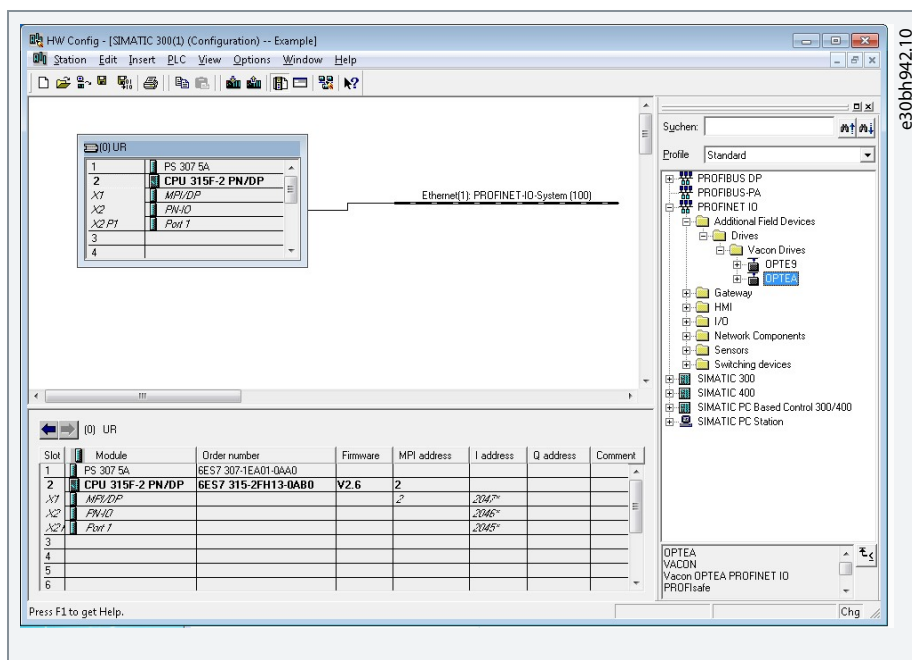 HW Config - [SIMATIC 300(1) (Configuration) -- Example]
Station Edit Insert PLC View Options Window Help
(0) UR
1 PS 307 5A
2 CPU 315F-2 PN/DP
X1 MPI/DP
X2 PN-IO
X2 P1 Port 1
3
4
Ethernet(1): PROFINET-IO-System (100)
Suchen:
Profile Standard
PROFIBUS DP
PROFIBUS-PA
PROFINET IO
Additional Field Devices
Drives
Vacon Drives
OPTE9
OPTEA
Gateway
HMI
I/O
Network Components
Sensors
Switching devices
SIMATIC 300
SIMATIC 400
SIMATIC PC Based Control 300/400
SIMATIC PC Station
OPTEA
VACON
Vacon OPTEA PROFINET IO
PROFIsafe
(0) UR
Slot Module Order number Firmware MPI address I address Q address Comment
1 PS 307 5A 6ES7 307-1EA01-0AA0
2 CPU 315F-2 PN/DP 6ES7 315-2FH13-0AB0 V2.6 2
X1 MPI/DP 2 2047*
X2 PN-IO 2046*
X2 Port 1 2045*
3
4
5
6
Press F1 to get Help.
Chg
e30bh942.10